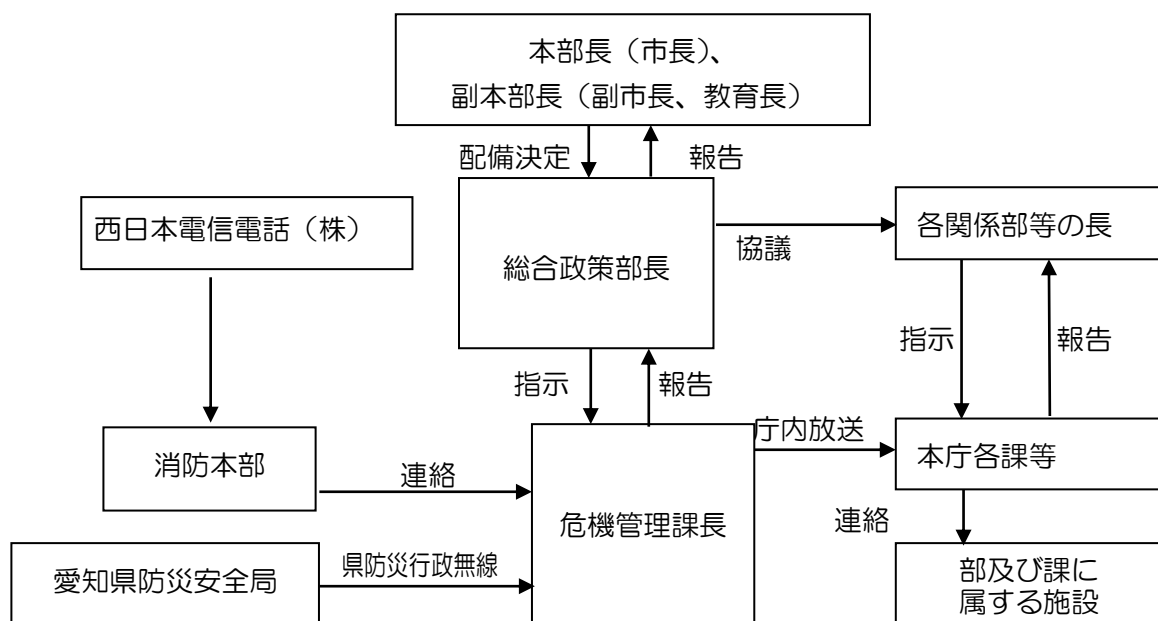 本部長（市長）、
副本部長（副市長、教育長）
配備決定
報告
西日本電信電話（株）
総合政策部長
協議
各関係部等の長
指示
報告
指示
報告
消防本部
連絡
庁内放送
本庁各課等
危機管理課長
連絡
愛知県防災安全局
県防災行政無線
部及び課に
属する施設